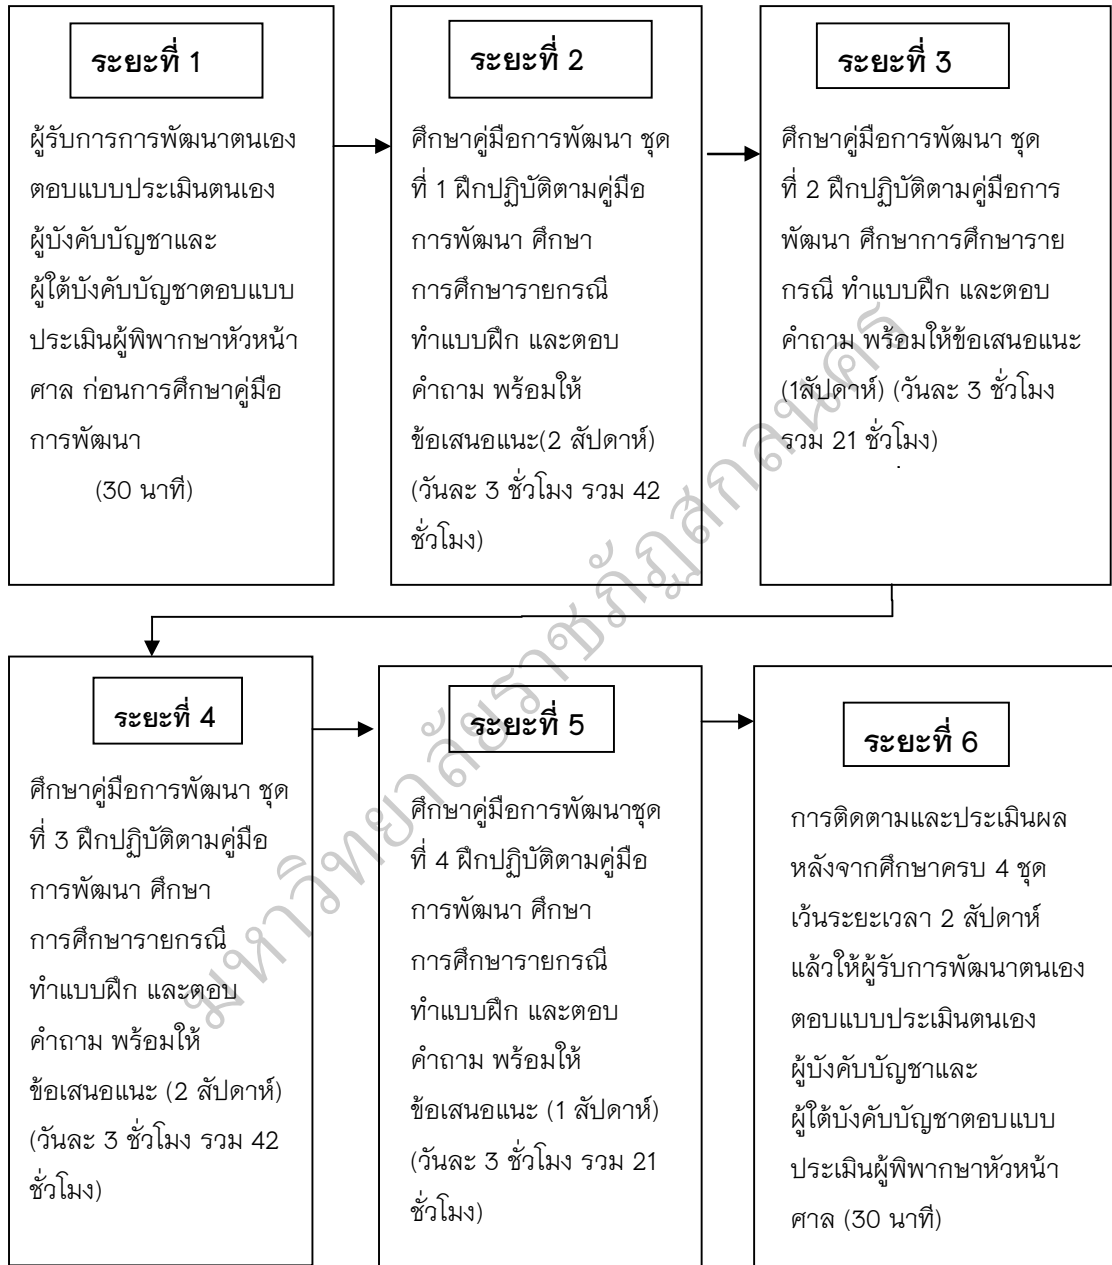 ระยะที่ 1
ผู้รับการการพัฒนาตนเอง
ตอบแบบประเมินตนเอง
ผู้บังคับบัญชาและ
ผู้ใต้บังคับบัญชาตอบแบบ
ประเมินผู้พิพากษาหัวหน้า
ศาล ก่อนการศึกษาคู่มือ
การพัฒนา
(30 นาที)
ระยะที่ 2
ศึกษาคู่มือการพัฒนา ชุด
ที่ 1 ฝึกปฏิบัติตามคู่มือ
การพัฒนา ศึกษา
การศึกษารายกรณี
ทำแบบฝึก และตอบ
คำถาม พร้อมให้
ข้อเสนอแนะ(2 สัปดาห์)
(วันละ 3 ชั่วโมง รวม 42
ชั่วโมง)
ระยะที่ 3
ศึกษาคู่มือการพัฒนา ชุด
ที่ 2 ฝึกปฏิบัติตามคู่มือการ
พัฒนา ศึกษาการศึกษาราย
กรณี ทำแบบฝึก และตอบ
คำถาม พร้อมให้ข้อเสนอแนะ
(1สัปดาห์) (วันละ 3 ชั่วโมง
รวม 21 ชั่วโมง)
ระยะที่ 4
ศึกษาคู่มือการพัฒนา ชุด
ที่ 3 ฝึกปฏิบัติตามคู่มือ
การพัฒนา ศึกษา
การศึกษารายกรณี
ทำแบบฝึก และตอบ
คำถาม พร้อมให้
ข้อเสนอแนะ (2 สัปดาห์)
(วันละ 3 ชั่วโมง รวม 42
ชั่วโมง)
ระยะที่ 5
ศึกษาคู่มือการพัฒนาชุด
ที่ 4 ฝึกปฏิบัติตามคู่มือ
การพัฒนา ศึกษา
การศึกษารายกรณี
ทำแบบฝึก และตอบ
คำถาม พร้อมให้
ข้อเสนอแนะ (1 สัปดาห์)
(วันละ 3 ชั่วโมง รวม 21
ชั่วโมง)
ระยะที่ 6
การติดตามและประเมินผล
หลังจากศึกษาครบ 4 ชุด
เว้นระยะเวลา 2 สัปดาห์
แล้วให้ผู้รับการพัฒนาตนเอง
ตอบแบบประเมินตนเอง
ผู้บังคับบัญชาและ
ผู้ใต้บังคับบัญชาตอบแบบ
ประเมินผู้พิพากษาหัวหน้า
ศาล (30 นาที)
มหาวิทยาลัยราชภัฏสกลนคร